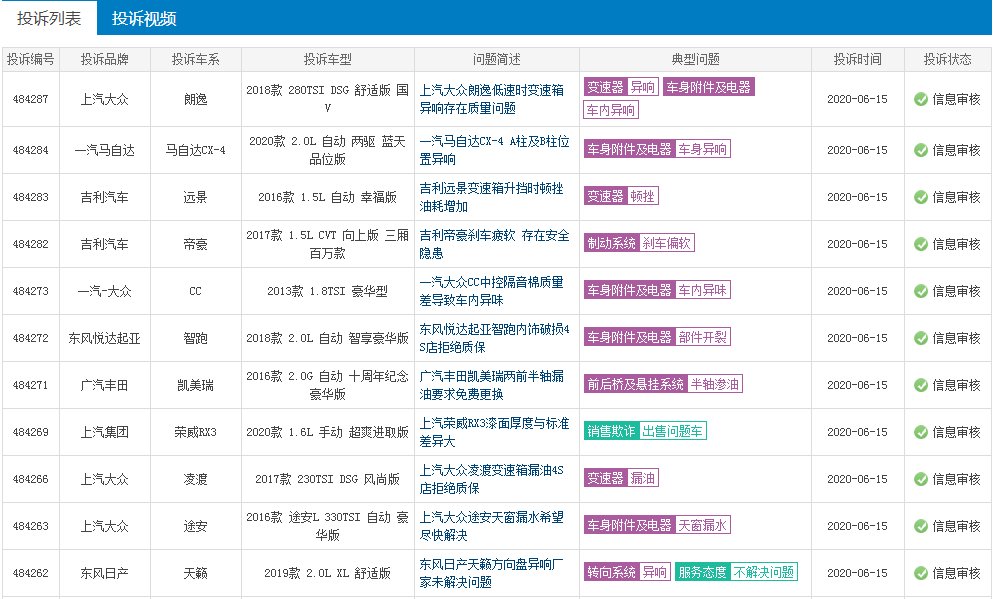 投诉列表 投诉视频
投诉编号 投诉品牌 投诉车系 投诉车型 问题简述 典型问题 投诉时间 投诉状态
484287 上汽大众 朗逸 2018款 280TSI DSG 舒适版 国V 上汽大众朗逸低速时变速箱异响存在质量问题 变速器 异响 车身附件及电器 车内异响 2020-06-15 信息审核
484284 一汽马自达 马自达CX-4 2020款 2.0L 自动 两驱 蓝天品位版 一汽马自达CX-4 A柱及B柱位置异响 车身附件及电器 车身异响 2020-06-15 信息审核
484283 吉利汽车 远景 2016款 1.5L 自动 幸福版 吉利远景变速箱升挡时顿挫 油耗增加 变速器 顿挫 2020-06-15 信息审核
484282 吉利汽车 帝豪 2017款 1.5L CVT 向上版 三厢 百万款 吉利帝豪刹车疲软 存在安全隐患 制动系统 刹车偏软 2020-06-15 信息审核
484273 一汽-大众 CC 2013款 1.8TSI 豪华型 一汽大众CC中控隔音棉质量差导致车内异味 车身附件及电器 车内异味 2020-06-15 信息审核
484272 东风悦达起亚 智跑 2018款 2.0L 自动 智享豪华版 东风悦达起亚智跑内饰破损4S店拒绝质保 车身附件及电器 部件开裂 2020-06-15 信息审核
484271 广汽丰田 凯美瑞 2016款 2.0G 自动 十周年纪念豪华版 广汽丰田凯美瑞两前半轴漏油要求免费更换 前后桥及悬挂系统 半轴渗油 2020-06-15 信息审核
484269 上汽集团 荣威RX3 2020款 1.6L 手动 超爽进取版 上汽荣威RX3漆面厚度与标准差异大 销售欺诈 出售问题车 2020-06-15 信息审核
484266 上汽大众 凌渡 2017款 230TSI DSG 风尚版 上汽大众凌渡变速箱漏油4S店拒绝质保 变速器 漏油 2020-06-15 信息审核
484263 上汽大众 途安 2016款 途安L 330TSI 自动 豪华版 上汽大众途安天窗漏水希望尽快解决 车身附件及电器 天窗漏水 2020-06-15 信息审核
484262 东风日产 天籁 2019款 2.0L XL 舒适版 东风日产天籁方向盘异响厂家未解决问题 转向系统 异响 服务态度 不解决问题 2020-06-15 信息审核